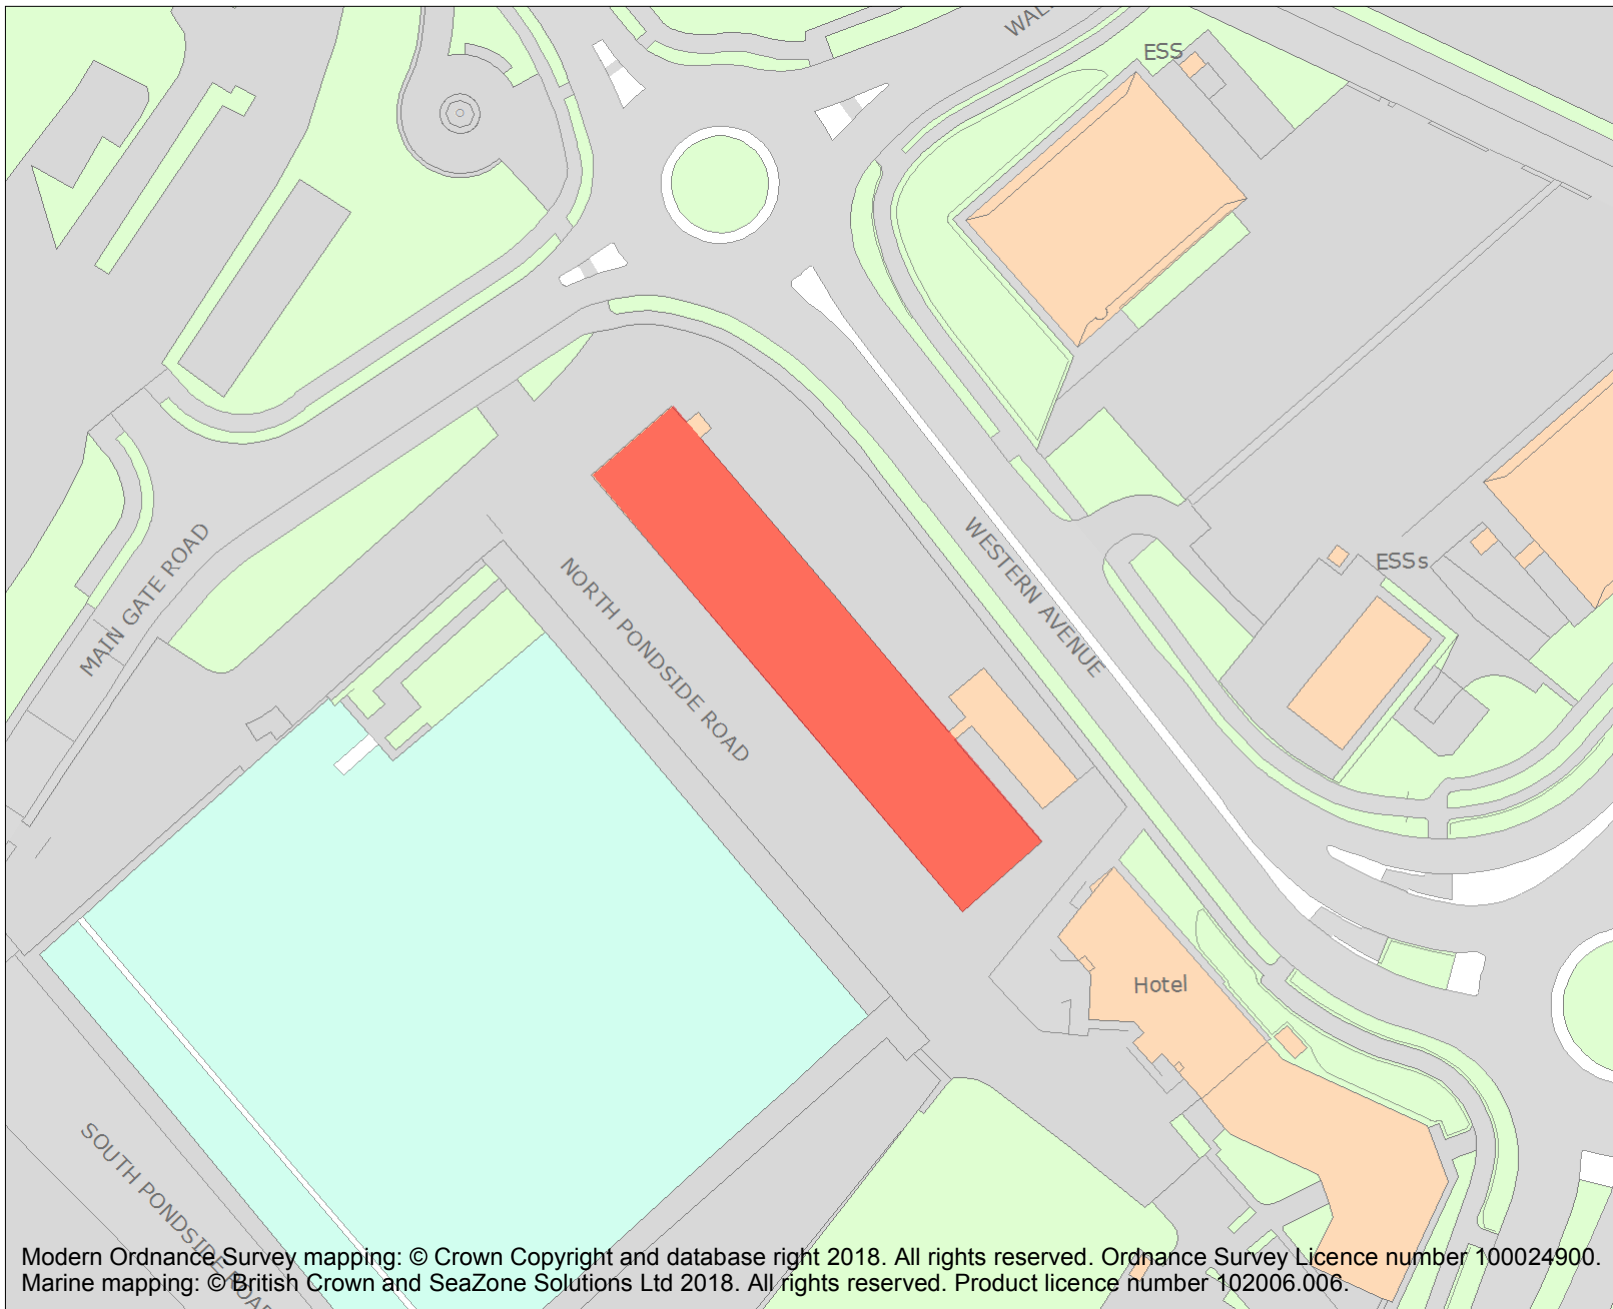 ESS
MAIN GATE ROAD
NORTH PONDSIDE ROAD
WESTERN AVENUE
ESSs
Hotel
SOUTH PONDSIDE ROAD
Modern Ordnance Survey mapping: © Crown Copyright and database right 2018. All rights reserved. Ordnance Survey Licence number 100024900.
Marine mapping: © British Crown and SeaZone Solutions Ltd 2018. All rights reserved. Product licence number 102006.006.